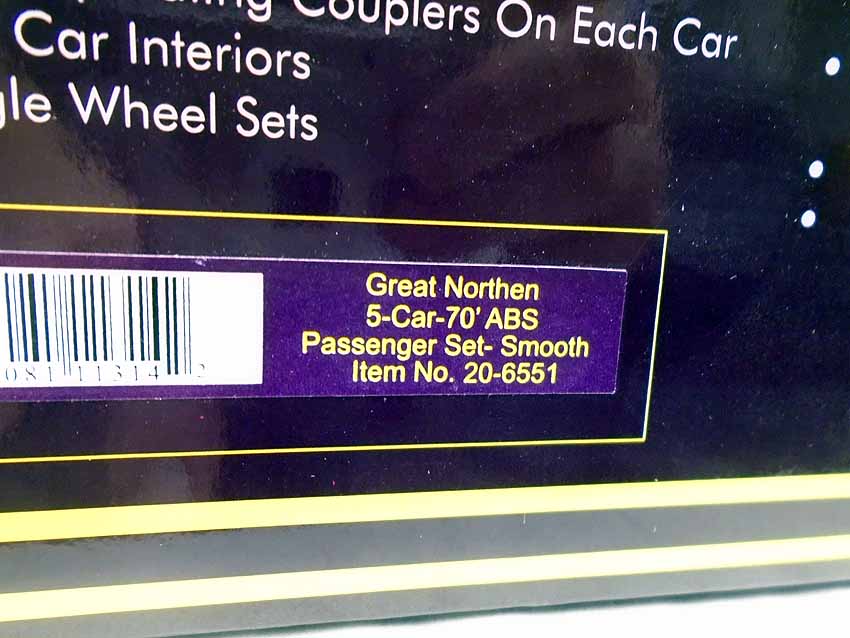 Couplers On Each Car
Car Interiors
Wheel Sets
Great Northen
5-Car-70' ABS
Passenger Set- Smooth
Item No. 20-6551
081 11314 2